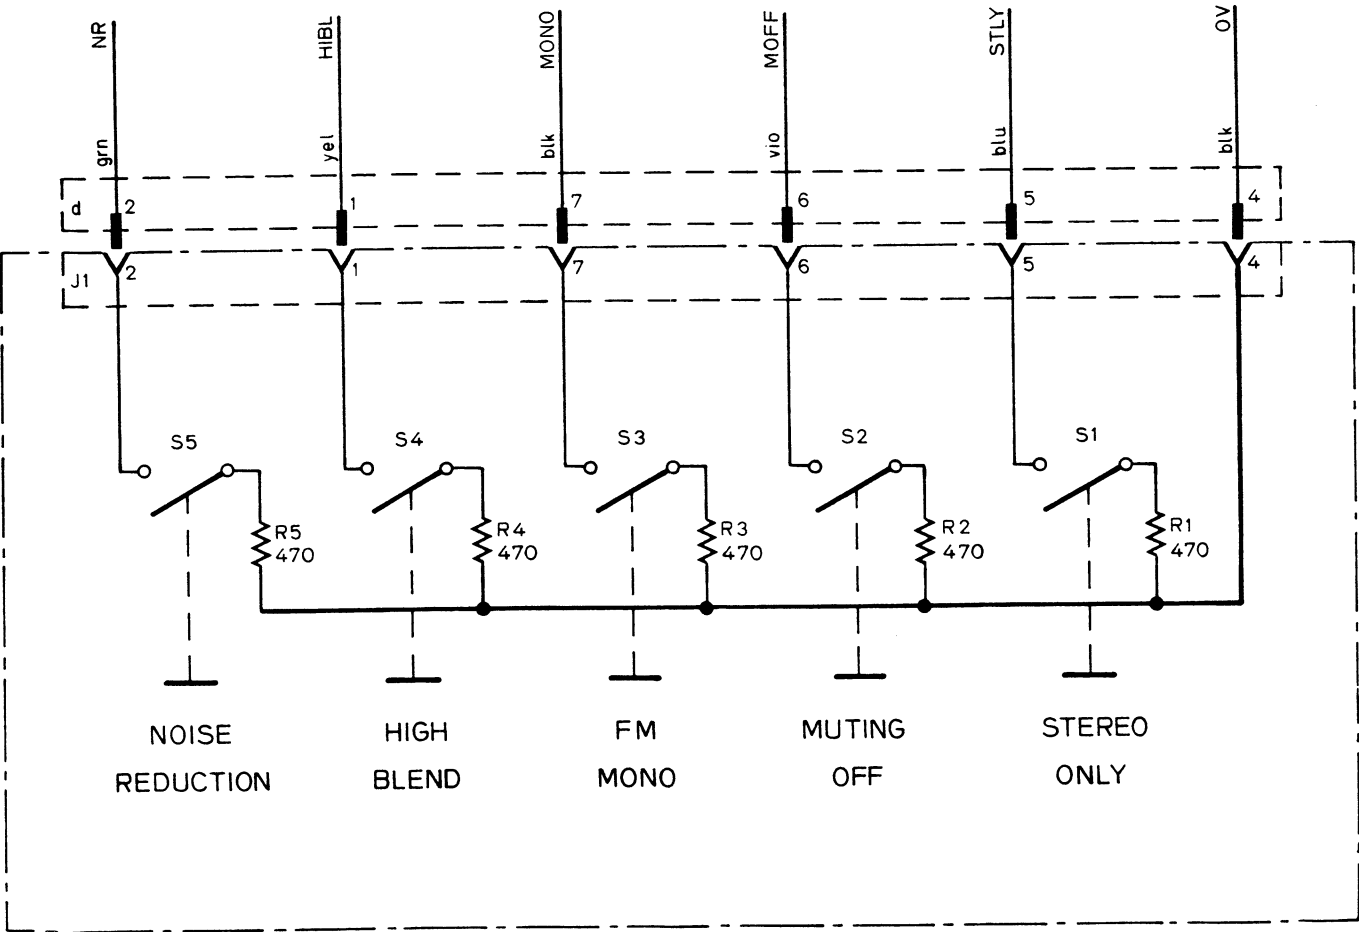 NR HIBL MONO MOFF STLY OV
grn yel blk vio blu blk
d 2 1 7 6 5 4
J1 2 1 7 6 5 4
S5 S4 S3 S2 S1
R5 R4 R3 R2 R1
470 470 470 470 470
NOISE HIGH FM MUTING STEREO
REDUCTION BLEND MONO OFF ONLY